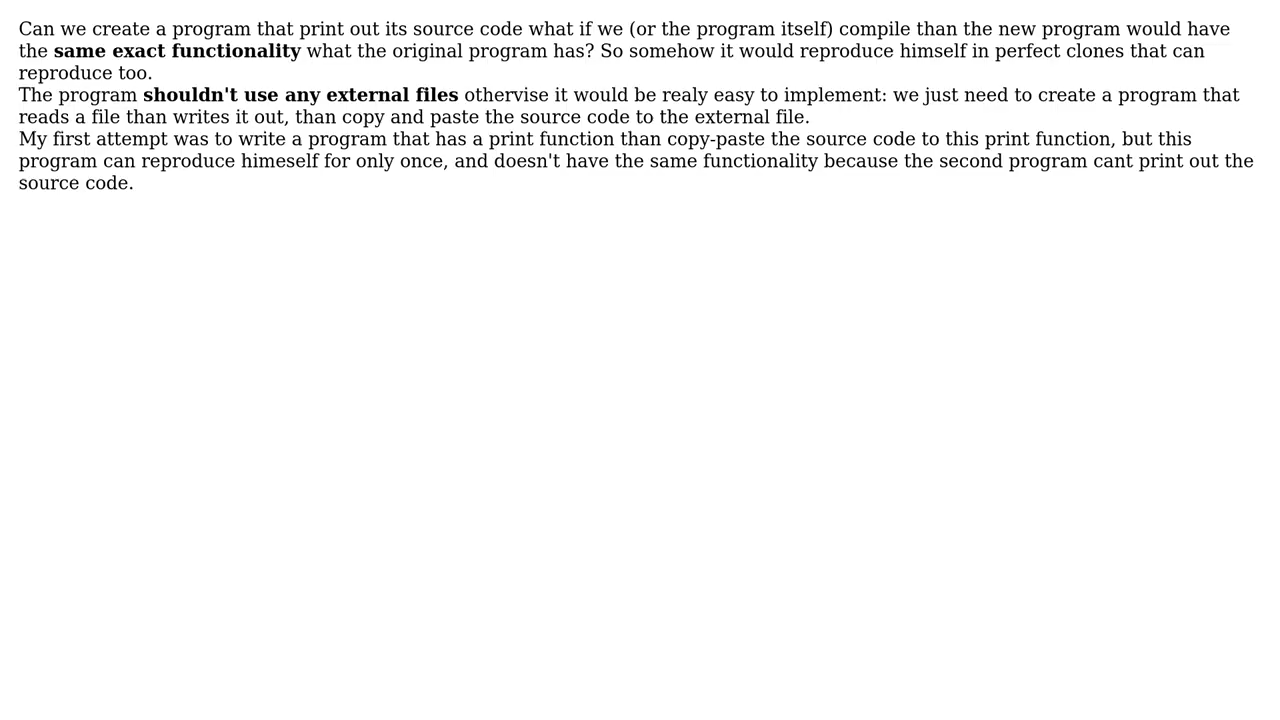 Can we create a program that print out its source code what if we (or the program itself) compile than the new program would have
the same exact functionality what the original program has? So somehow it would reproduce himself in perfect clones that can
reproduce too.
The program shouldn't use any external files othervise it would be realy easy to implement: we just need to create a program that
reads a file than writes it out, than copy and paste the source code to the external file.
My first attempt was to write a program that has a print function than copy-paste the source code to this print function, but this
program can reproduce himeself for only once, and doesn't have the same functionality because the second program cant print out the
source code.